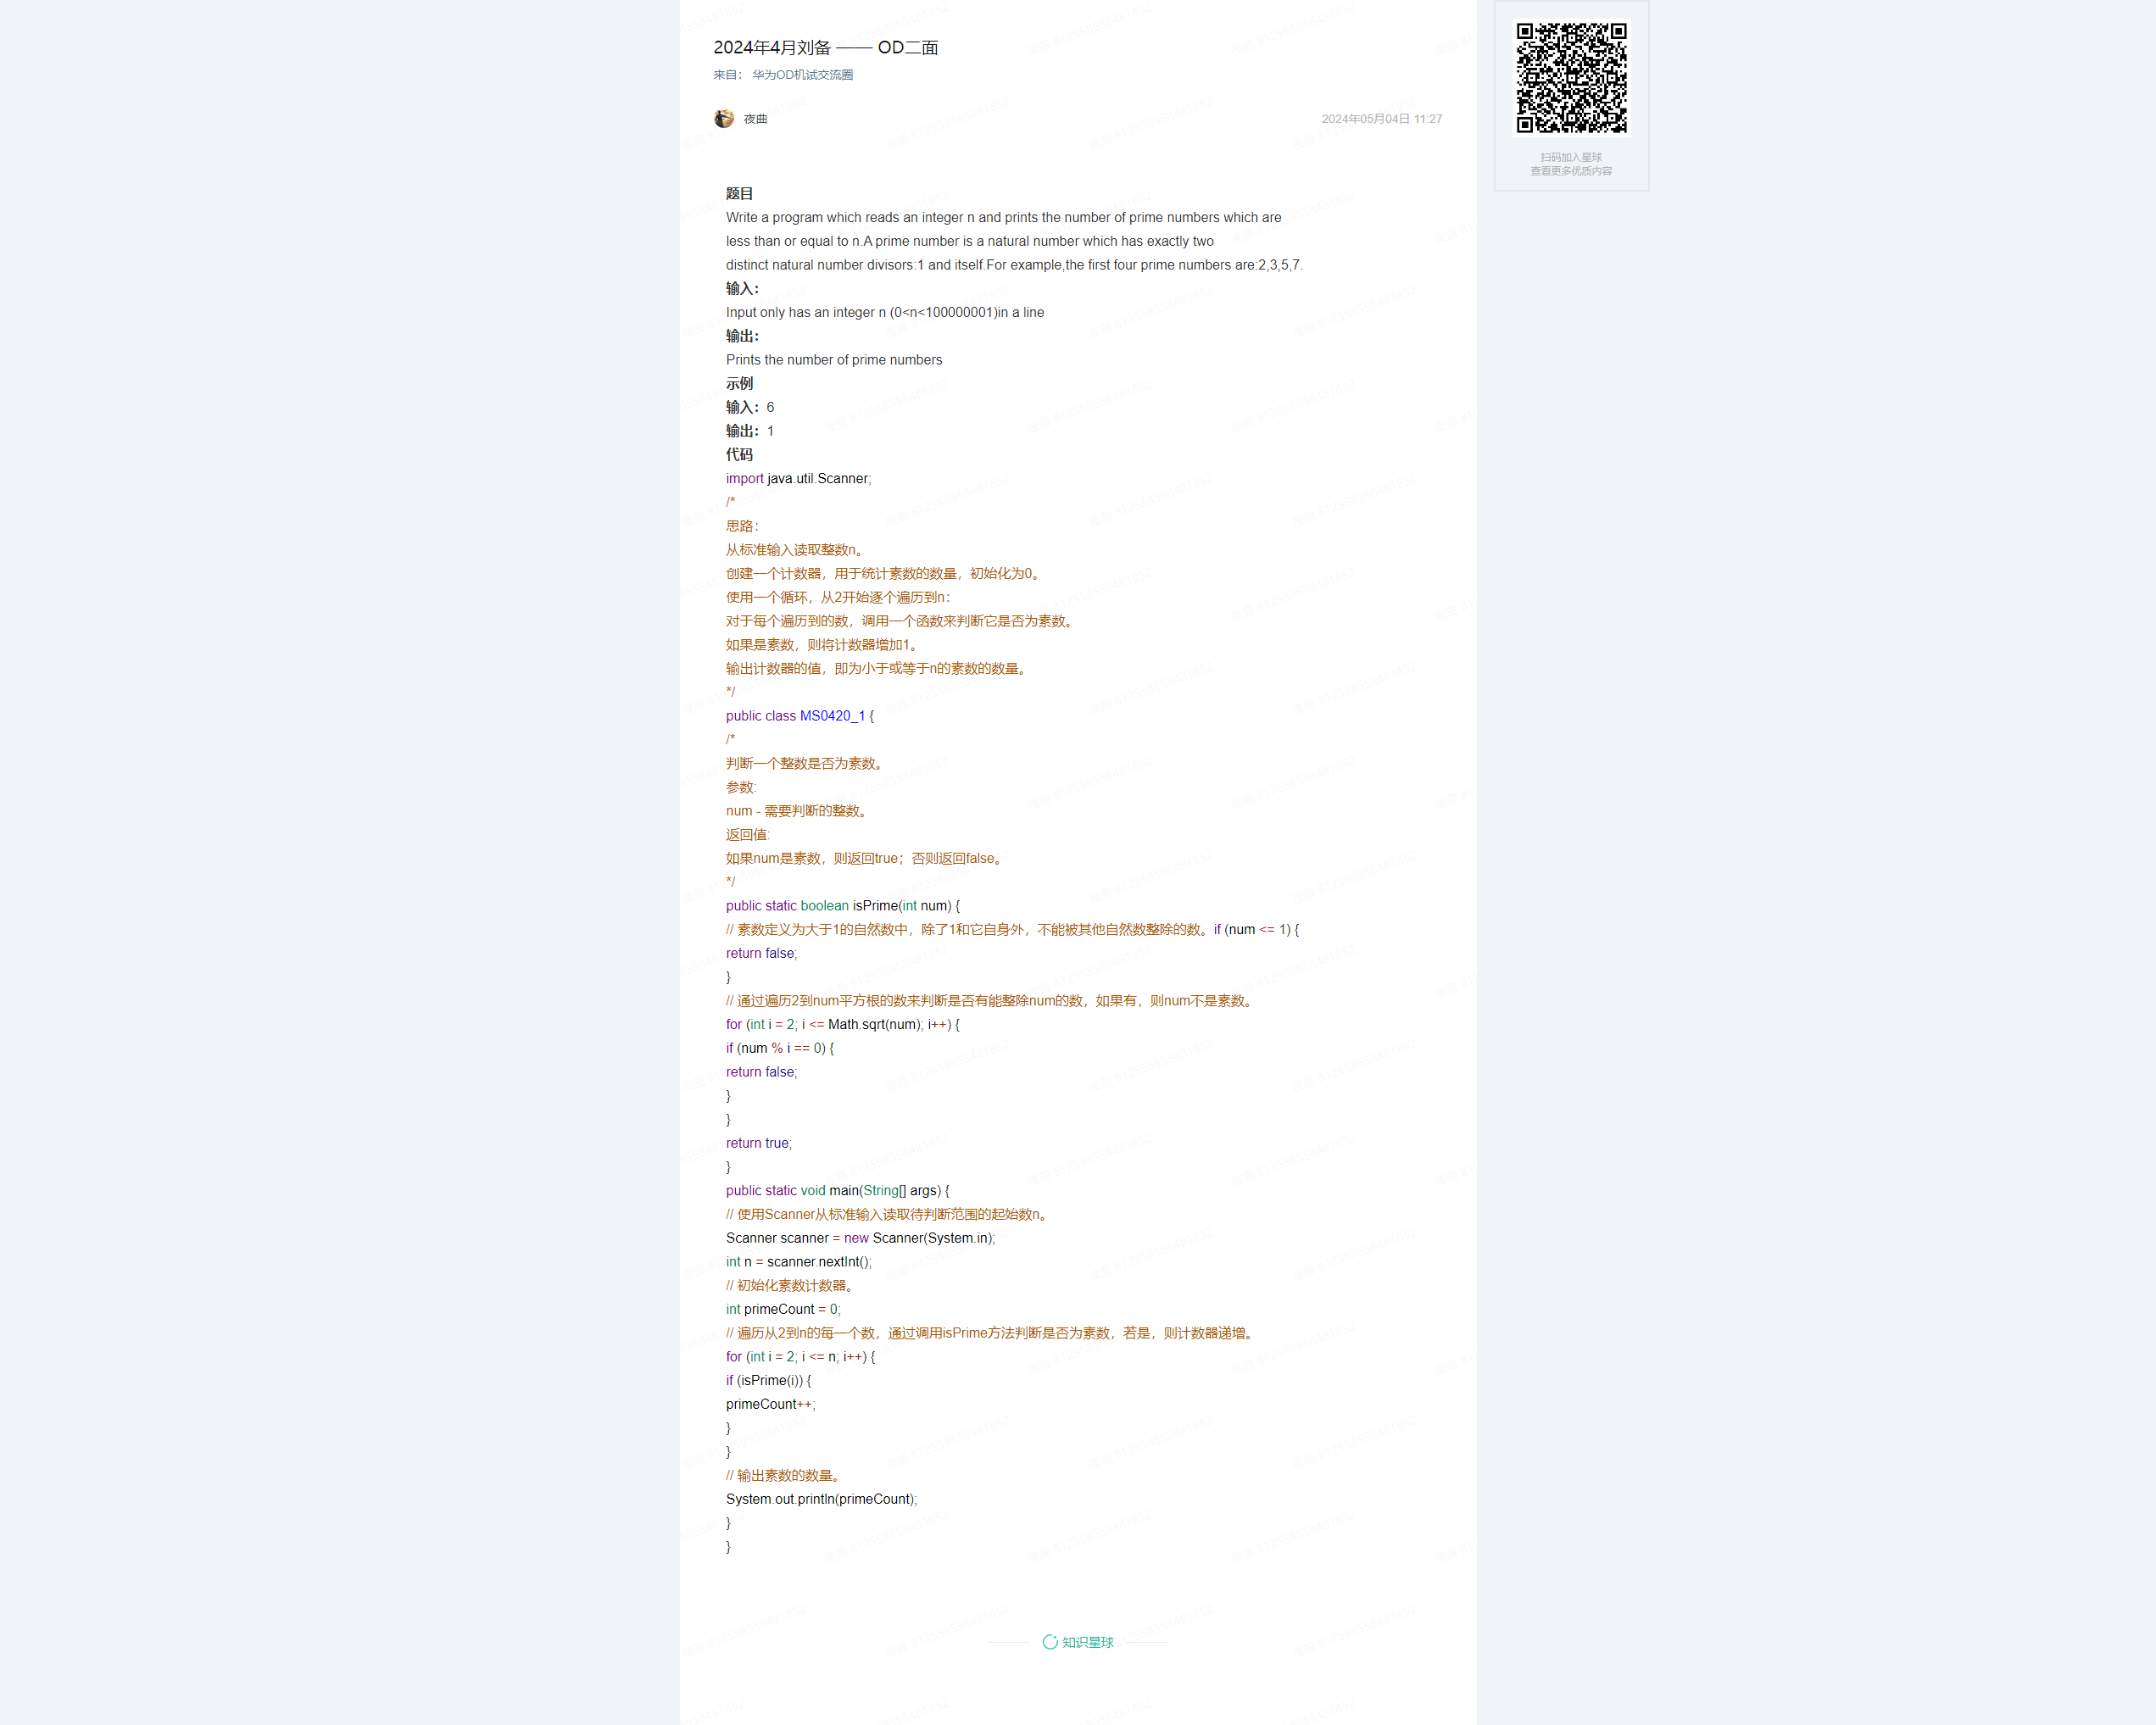 2024年4月刘备 —— OD二面
来自： 华为OD机试交流圈
夜曲
2024年05月04日 11:27
扫码加入星球
查看更多优质内容
题目
Write a program which reads an integer n and prints the number of prime numbers which are
less than or equal to n.A prime number is a natural number which has exactly two
distinct natural number divisors:1 and itself.For example,the first four prime numbers are:2,3,5,7.
输入：
Input only has an integer n (0<n<100000001)in a line
输出：
Prints the number of prime numbers
示例
输入：6
输出：1
代码
import java.util.Scanner;
/*
思路：
从标准输入读取整数n。
创建一个计数器，用于统计素数的数量，初始化为0。
使用一个循环，从2开始逐个遍历到n：
对于每个遍历到的数，调用一个函数来判断它是否为素数。
如果是素数，则将计数器增加1。
输出计数器的值，即为小于或等于n的素数的数量。
*/
public class MS0420_1 {
/*
判断一个整数是否为素数。
参数:
num - 需要判断的整数。
返回值:
如果num是素数，则返回true；否则返回false。
*/
public static boolean isPrime(int num) {
// 素数定义为大于1的自然数中，除了1和它自身外，不能被其他自然数整除的数。if (num <= 1) {
return false;
}
// 通过遍历2到num平方根的数来判断是否有能整除num的数，如果有，则num不是素数。
for (int i = 2; i <= Math.sqrt(num); i++) {
if (num % i == 0) {
return false;
}
}
return true;
}
public static void main(String[] args) {
// 使用Scanner从标准输入读取待判断范围的起始数n。
Scanner scanner = new Scanner(System.in);
int n = scanner.nextInt();
// 初始化素数计数器。
int primeCount = 0;
// 遍历从2到n的每一个数，通过调用isPrime方法判断是否为素数，若是，则计数器递增。
for (int i = 2; i <= n; i++) {
if (isPrime(i)) {
primeCount++;
}
}
// 输出素数的数量。
System.out.println(primeCount);
}
}
知识星球